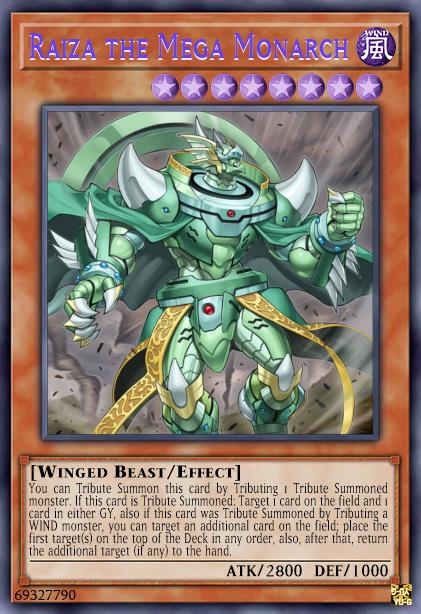 Raiza the Mega Monarch
WIND
風
[Winged Beast/Effect]
You can Tribute Summon this card by Tributing 1 Tribute Summoned
monster. If this card is Tribute Summoned: Target 1 card on the field and 1
card in either GY, also if this card was Tribute Summoned by Tributing a
WIND monster, you can target an additional card on the field; place the
first target(s) on the top of the Deck in any order, also, after that, return
the additional target (if any) to the hand.
ATK/2800 DEF/1000
69327790